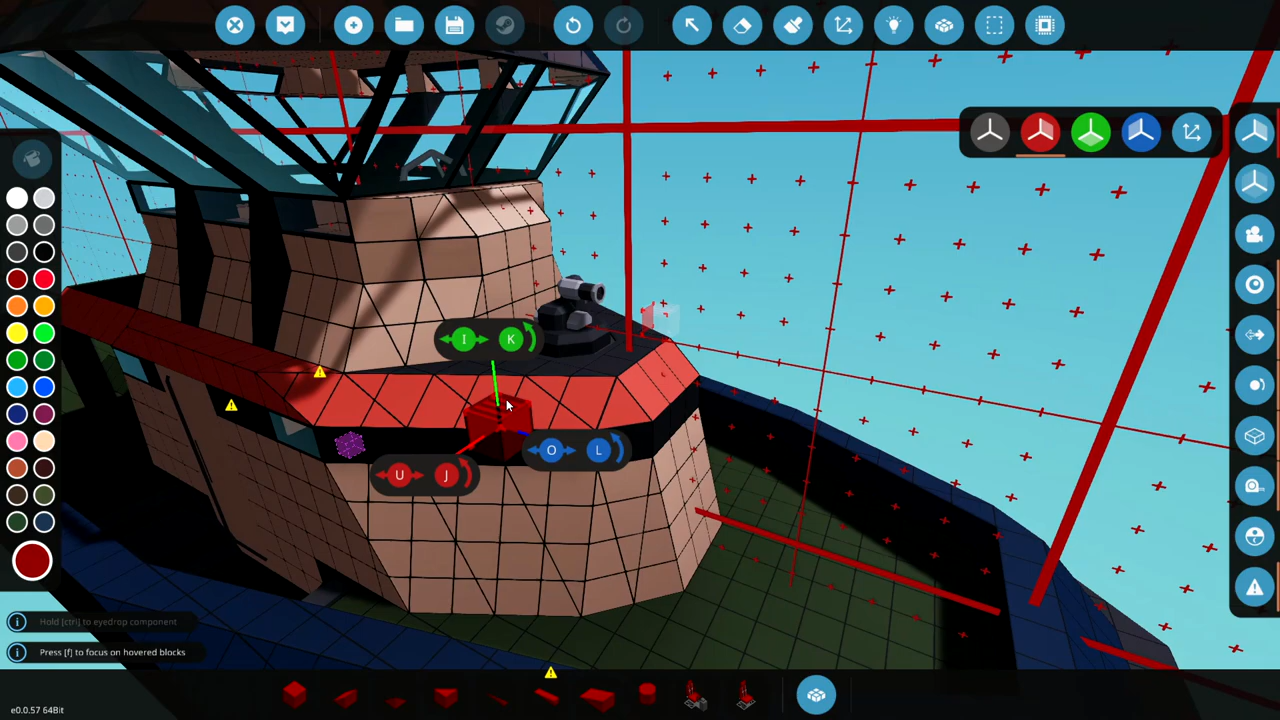 I K
O L
U J
Hold [ctrl] to eyedrop component
Press [f] to focus on hovered blocks
e0.0.57 64Bit